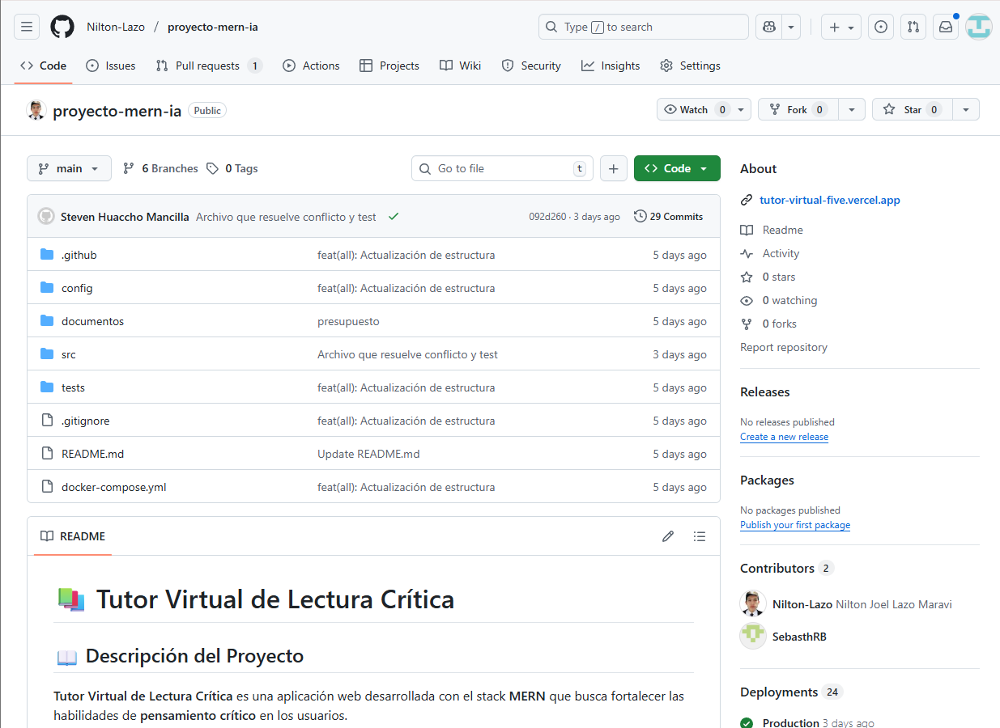 Nilton-Lazo / proyecto-mern-ia
Type / to search
Code Issues Pull requests 1 Actions Projects Wiki Security Insights Settings
proyecto-mern-ia Public
Watch 0 Fork 0 Star 0
main 6 Branches 0 Tags Go to file t Code
Steven Huaccho Mancilla Archivo que resuelve conflicto y test 092d260 · 3 days ago 29 Commits
.github feat(all): Actualización de estructura 5 days ago
config feat(all): Actualización de estructura 5 days ago
documentos presupuesto 5 days ago
src Archivo que resuelve conflicto y test 3 days ago
tests feat(all): Actualización de estructura 5 days ago
.gitignore feat(all): Actualización de estructura 5 days ago
README.md Update README.md 5 days ago
docker-compose.yml feat(all): Actualización de estructura 5 days ago
README
Tutor Virtual de Lectura Crítica
Descripción del Proyecto
Tutor Virtual de Lectura Crítica es una aplicación web desarrollada con el stack MERN que busca fortalecer las
habilidades de pensamiento crítico en los usuarios.
About
tutor-virtual-five.vercel.app
Readme
Activity
0 stars
0 watching
0 forks
Report repository
Releases
No releases published
Create a new release
Packages
No packages published
Publish your first package
Contributors 2
Nilton-Lazo Nilton Joel Lazo Maravi
SebasthRB
Deployments 24
Production 3 days ago